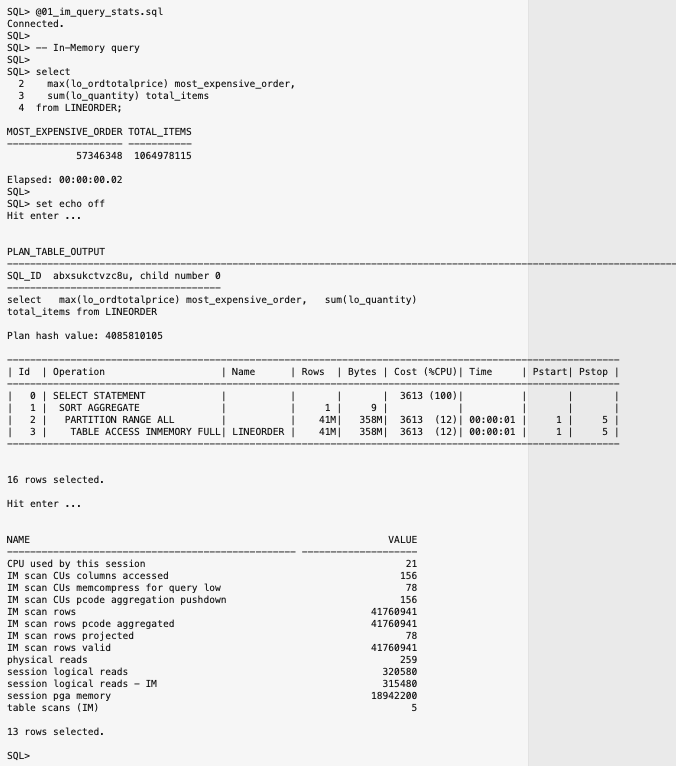 SQL> @01_im_query_stats.sql
Connected.
SQL>
SQL> -- In-Memory query
SQL>
SQL> select
  2    max(lo_ordtotalprice) most_expensive_order,
  3    sum(lo_quantity) total_items
  4  from LINEORDER;

MOST_EXPENSIVE_ORDER TOTAL_ITEMS
-------------------- -----------
            57346348  1064978115

Elapsed: 00:00:00.02
SQL>
SQL> set echo off
Hit enter ...


PLAN_TABLE_OUTPUT
--------------------------------------------------------------------------------------------------------------------
SQL_ID  abxsukctvzc8u, child number 0
-------------------------------------
select   max(lo_ordtotalprice) most_expensive_order,   sum(lo_quantity)
total_items from LINEORDER

Plan hash value: 4085810105

----------------------------------------------------------------------------------------------------------
| Id  | Operation                    | Name      | Rows  | Bytes | Cost (%CPU)| Time     | Pstart| Pstop |
----------------------------------------------------------------------------------------------------------
|   0 | SELECT STATEMENT             |           |       |       |  3613 (100)|          |       |       |
|   1 |  SORT AGGREGATE              |           |     1 |     9 |            |          |       |       |
|   2 |   PARTITION RANGE ALL        |           |    41M|   358M|  3613  (12)| 00:00:01 |     1 |     5 |
|   3 |    TABLE ACCESS INMEMORY FULL| LINEORDER |    41M|   358M|  3613  (12)| 00:00:01 |     1 |     5 |
----------------------------------------------------------------------------------------------------------


16 rows selected.

Hit enter ...


NAME                                                              VALUE
-------------------------------------------------- --------------------
CPU used by this session                                             21
IM scan CUs columns accessed                                        156
IM scan CUs memcompress for query low                                78
IM scan CUs pcode aggregation pushdown                              156
IM scan rows                                                   41760941
IM scan rows pcode aggregated                                  41760941
IM scan rows projected                                               78
IM scan rows valid                                             41760941
physical reads                                                      259
session logical reads                                            320580
session logical reads - IM                                       315480
session pga memory                                             18942200
table scans (IM)                                                      5

13 rows selected.

SQL>